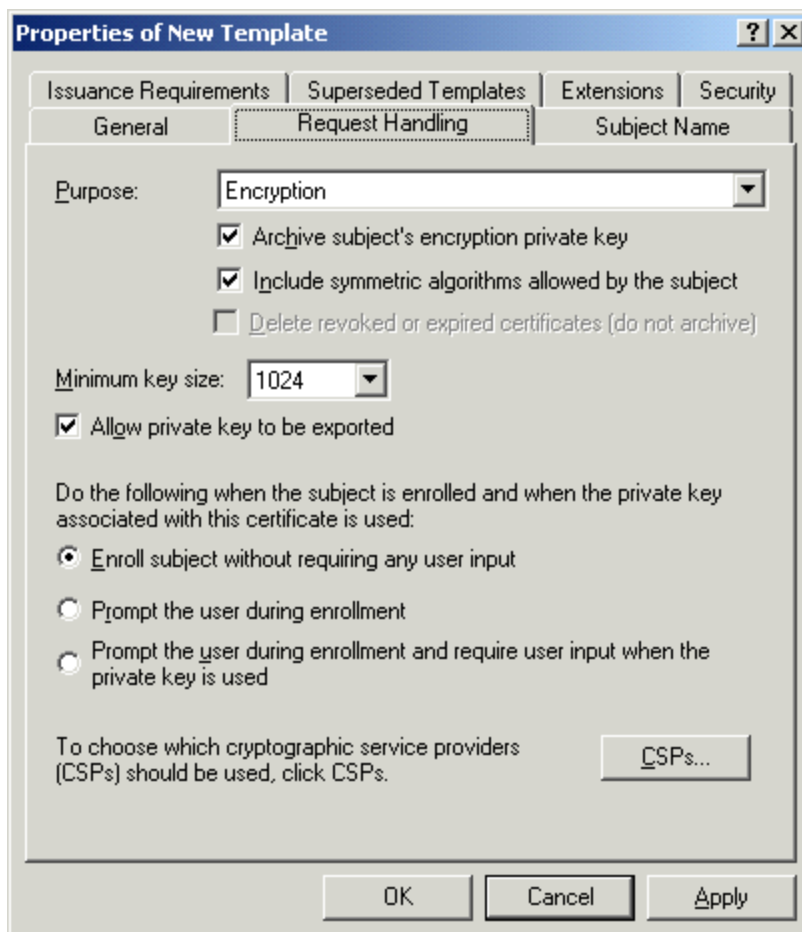 Properties of New Template
Issuance Requirements
Superseded Templates
Extensions
Security
General
Request Handling
Subject Name
Purpose:
Encryption
Archive subject's encryption private key
Include symmetric algorithms allowed by the subject
Delete revoked or expired certificates (do not archive)
Minimum key size:
1024
Allow private key to be exported
Do the following when the subject is enrolled and when the private key
associated with this certificate is used:
Enroll subject without requiring any user input
Prompt the user during enrollment
Prompt the user during enrollment and require user input when the
private key is used
To choose which cryptographic service providers
(CSPs) should be used, click CSPs.
CSPs...
OK
Cancel
Apply